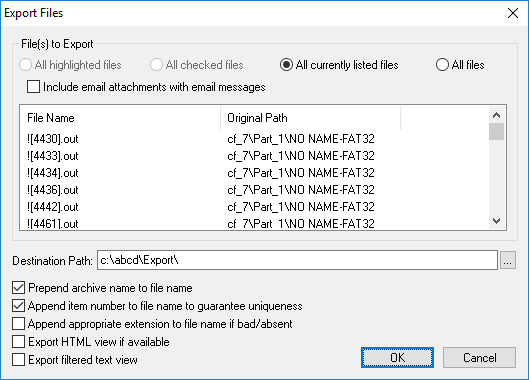 Export Files
File(s) to Export
All highlighted files All checked files All currently listed files All files
Include email attachments with email messages
File Name Original Path
![4430].out cf_7\Part_1\NO NAME-FAT32
![4433].out cf_7\Part_1\NO NAME-FAT32
![4434].out cf_7\Part_1\NO NAME-FAT32
![4436].out cf_7\Part_1\NO NAME-FAT32
![4442].out cf_7\Part_1\NO NAME-FAT32
![4461].out cf_7\Part_1\NO NAME-FAT32
Destination Path: c:\abcd\Export\ ...
Prepend archive name to file name
Append item number to file name to guarantee uniqueness
Append appropriate extension to file name if bad/absent
Export HTML view if available
Export filtered text view
OK Cancel